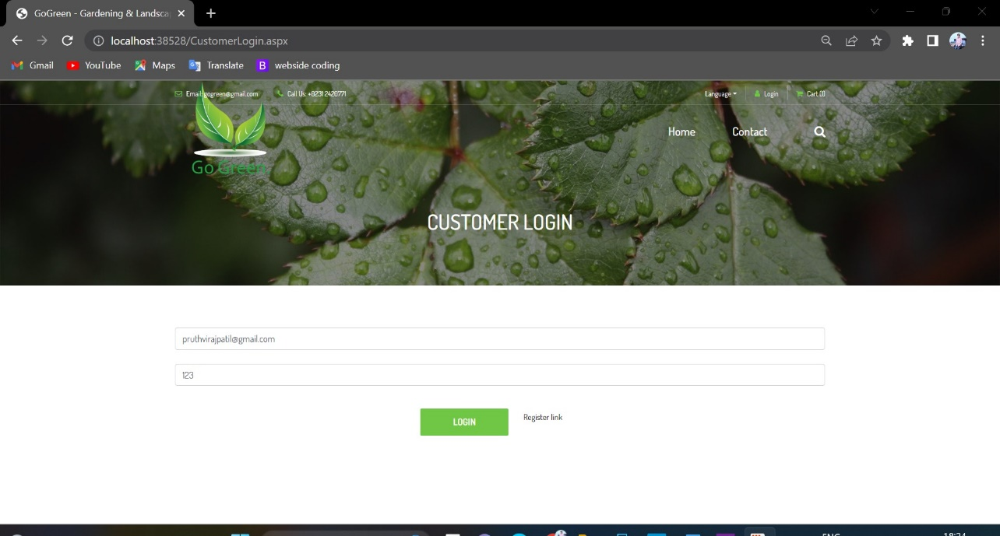 GoGreen - Gardening & Landsca
localhost:38528/CustomerLogin.aspx
Gmail YouTube Maps Translate B webside coding
Email: gogreen@gmail.com Call Us: +0231 2420771 Language Login Cart (1)
Home Contact
Go Green
CUSTOMER LOGIN
pruthvirajpatil@gmail.com
123
LOGIN Register link
ENG 18:24